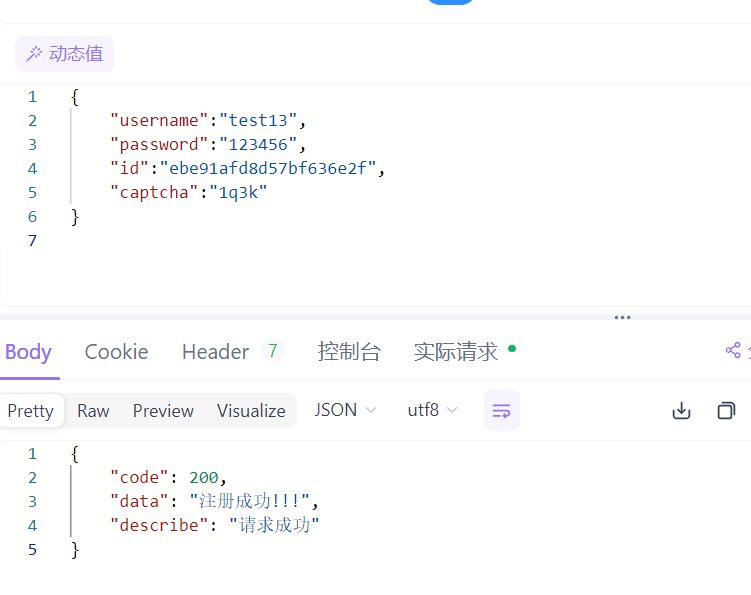 动态值
1 {
2 "username":"test13",
3 "password":"123456",
4 "id":"ebe91afd8d57bf636e2f",
5 "captcha":"1q3k"
6 }
7
Body Cookie Header 7 控制台 实际请求
Pretty Raw Preview Visualize JSON utf8
1 {
2 "code": 200,
3 "data": "注册成功!!!",
4 "describe": "请求成功"
5 }